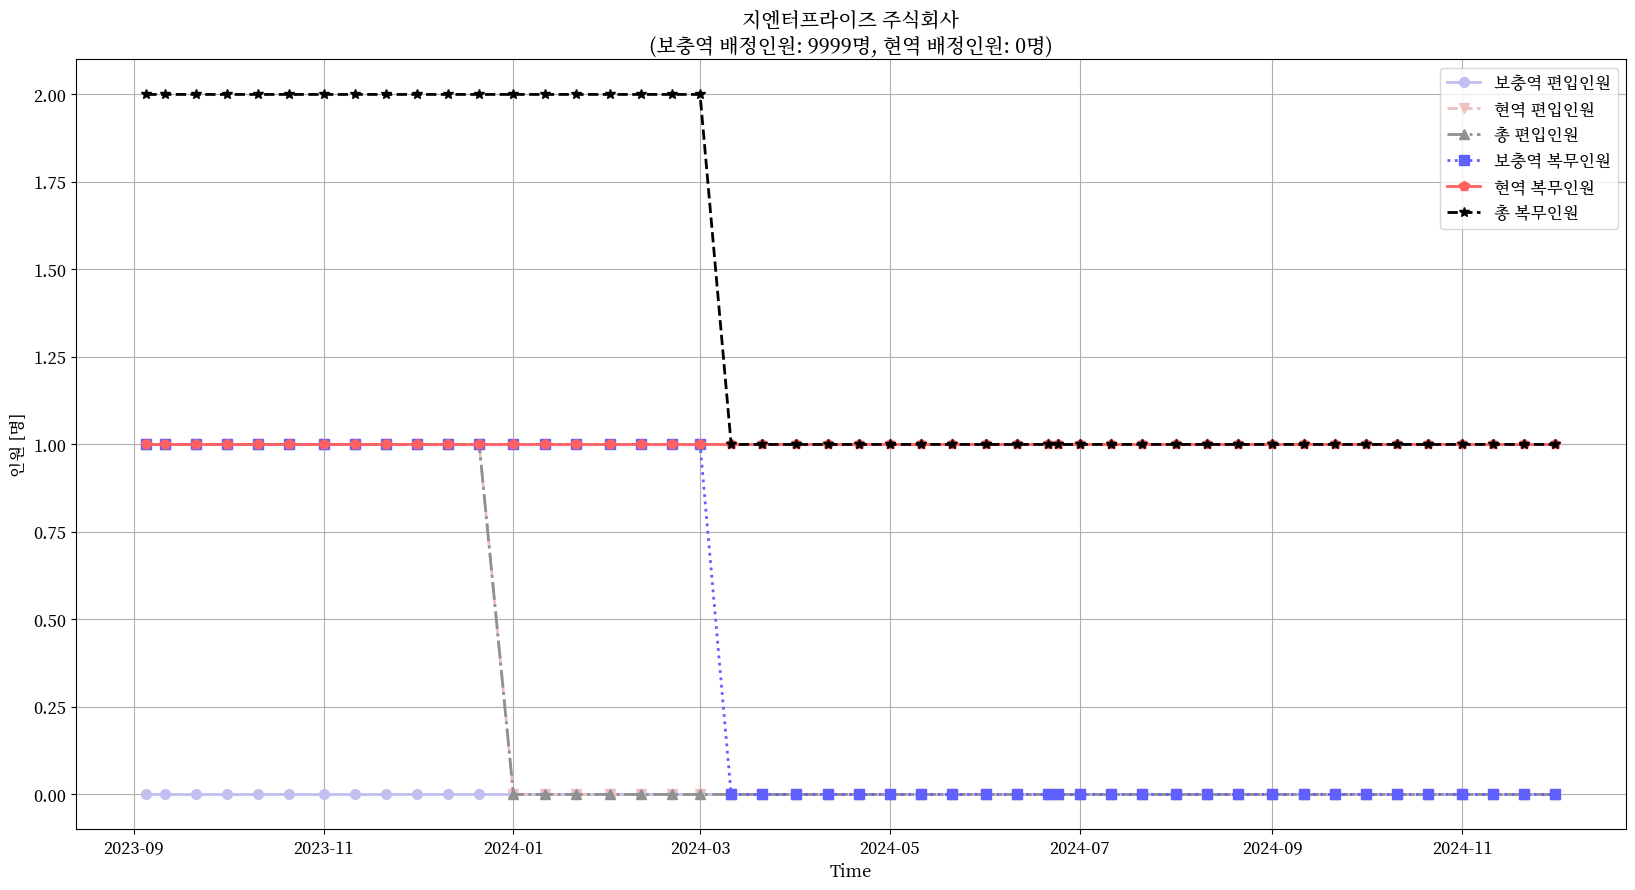 지엔터프라이즈 주식회사
(보충역 배정인원: 9999명, 현역 배정인원: 0명)
보충역 편입인원
현역 편입인원
총 편입인원
보충역 복무인원
현역 복무인원
총 복무인원
인원 [명]
2.00
1.75
1.50
1.25
1.00
0.75
0.50
0.25
0.00
2023-09 2023-11 2024-01 2024-03 2024-05 2024-07 2024-09 2024-11
Time